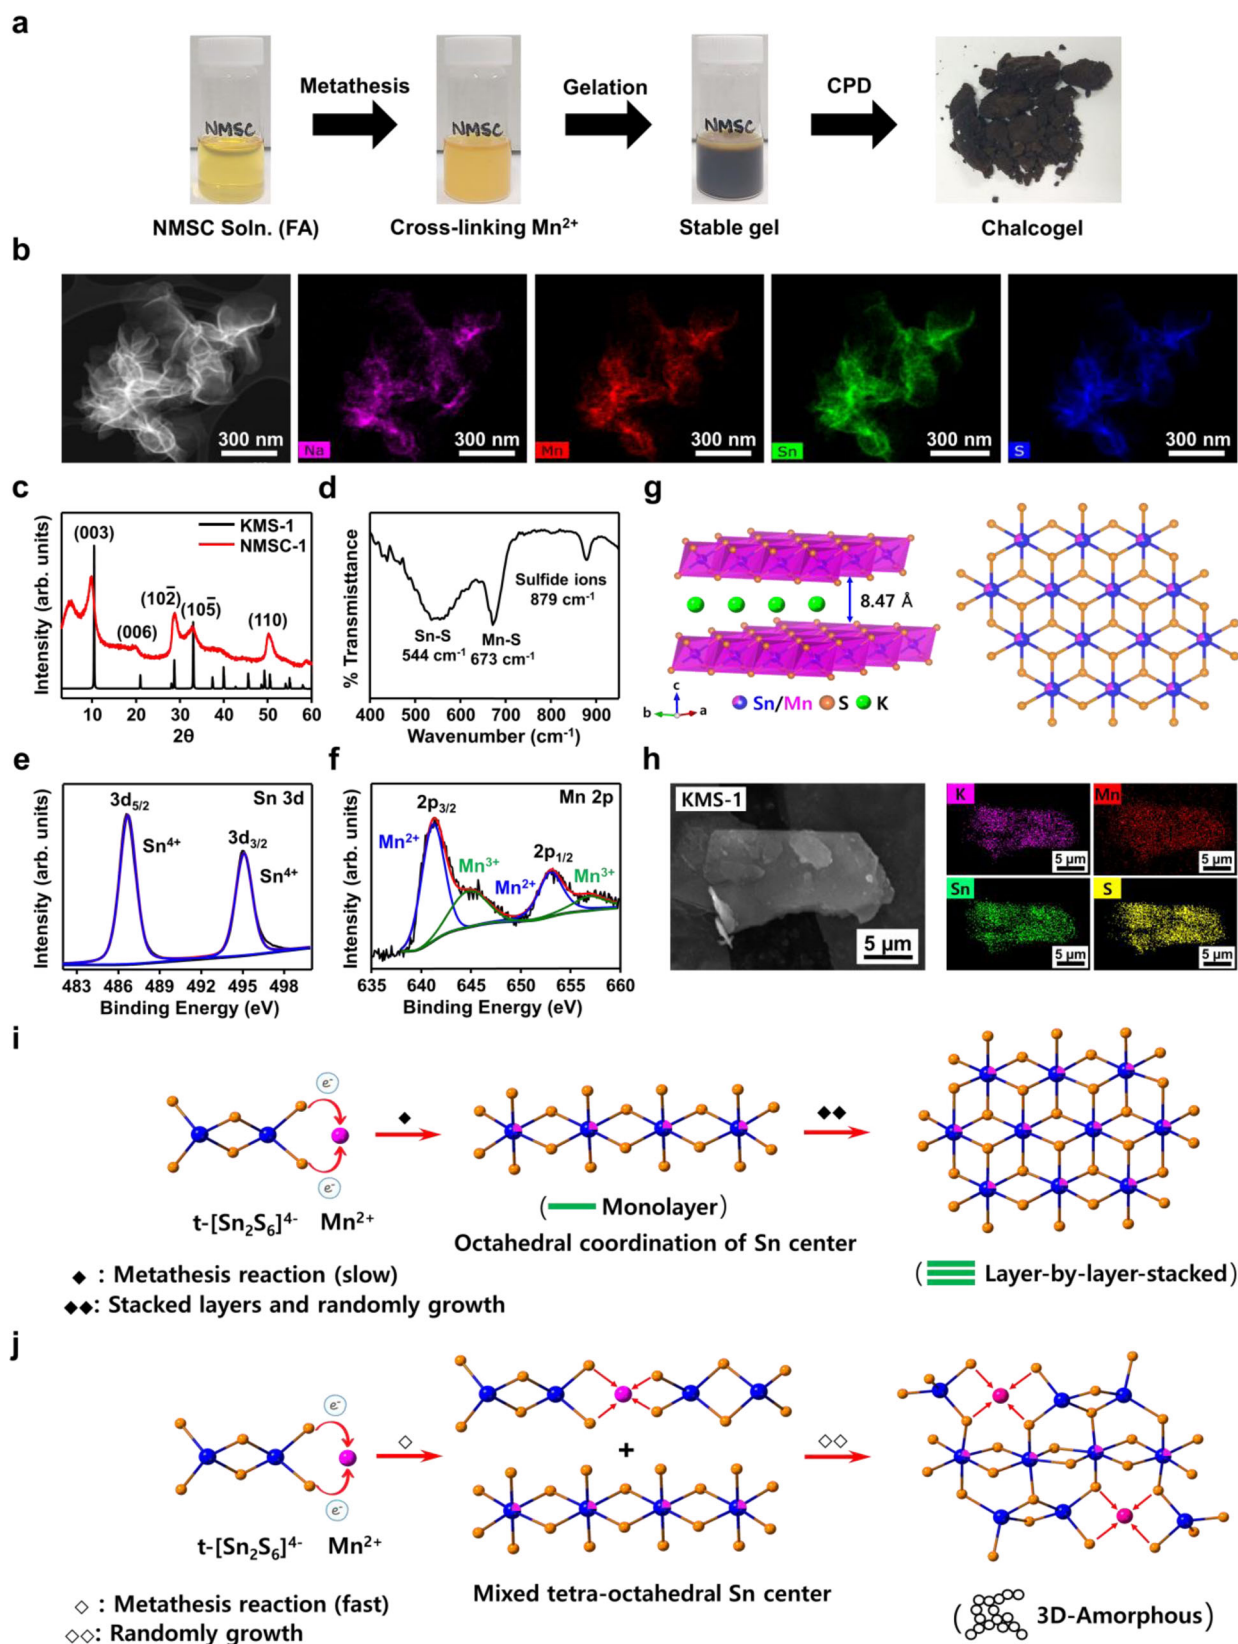 a
Metathesis
Gelation
CPD
NMSC
NMSC
NMSC
NMSC Soln. (FA)
Cross-linking Mn²⁺
Stable gel
Chalcogel
b
300 nm
300 nm
300 nm
300 nm
300 nm
Na
Mn
Sn
S
c
Intensity (arb. units)
(003)
KMS-1
NMSC-1
(006)
(102̄)
(105̄)
(110)
10 20 30 40 50 60
2θ
d
% Transmisttance
Sulfide ions
879 cm⁻¹
Sn-S
544 cm⁻¹
Mn-S
673 cm⁻¹
400 500 600 700 800 900
Wavenumber (cm⁻¹)
g
8.47 Å
c
b
a
Sn/Mn
S
K
e
Intensity (arb. units)
Sn 3d
3d₅/₂
Sn⁴⁺
3d₃/₂
Sn⁴⁺
483 486 489 492 495 498
Binding Energy (eV)
f
Intensity (arb. units)
Mn 2p
2p₃/₂
Mn²⁺
Mn³⁺
2p₁/₂
Mn²⁺
Mn³⁺
635 640 645 650 655 660
Binding Energy (eV)
h
KMS-1
5 µm
K
5 µm
Mn
5 µm
Sn
5 µm
S
5 µm
i
e⁻
e⁻
t-[Sn₂S₆]⁴⁻ Mn²⁺
◆
◆◆
( Monolayer)
Octahedral coordination of Sn center
( Layer-by-layer-stacked)
◆ : Metathesis reaction (slow)
◆◆: Stacked layers and randomly growth
j
e⁻
e⁻
t-[Sn₂S₆]⁴⁻ Mn²⁺
◇
+
◇◇
Mixed tetra-octahedral Sn center
( 3D-Amorphous)
◇ : Metathesis reaction (fast)
◇◇: Randomly growth